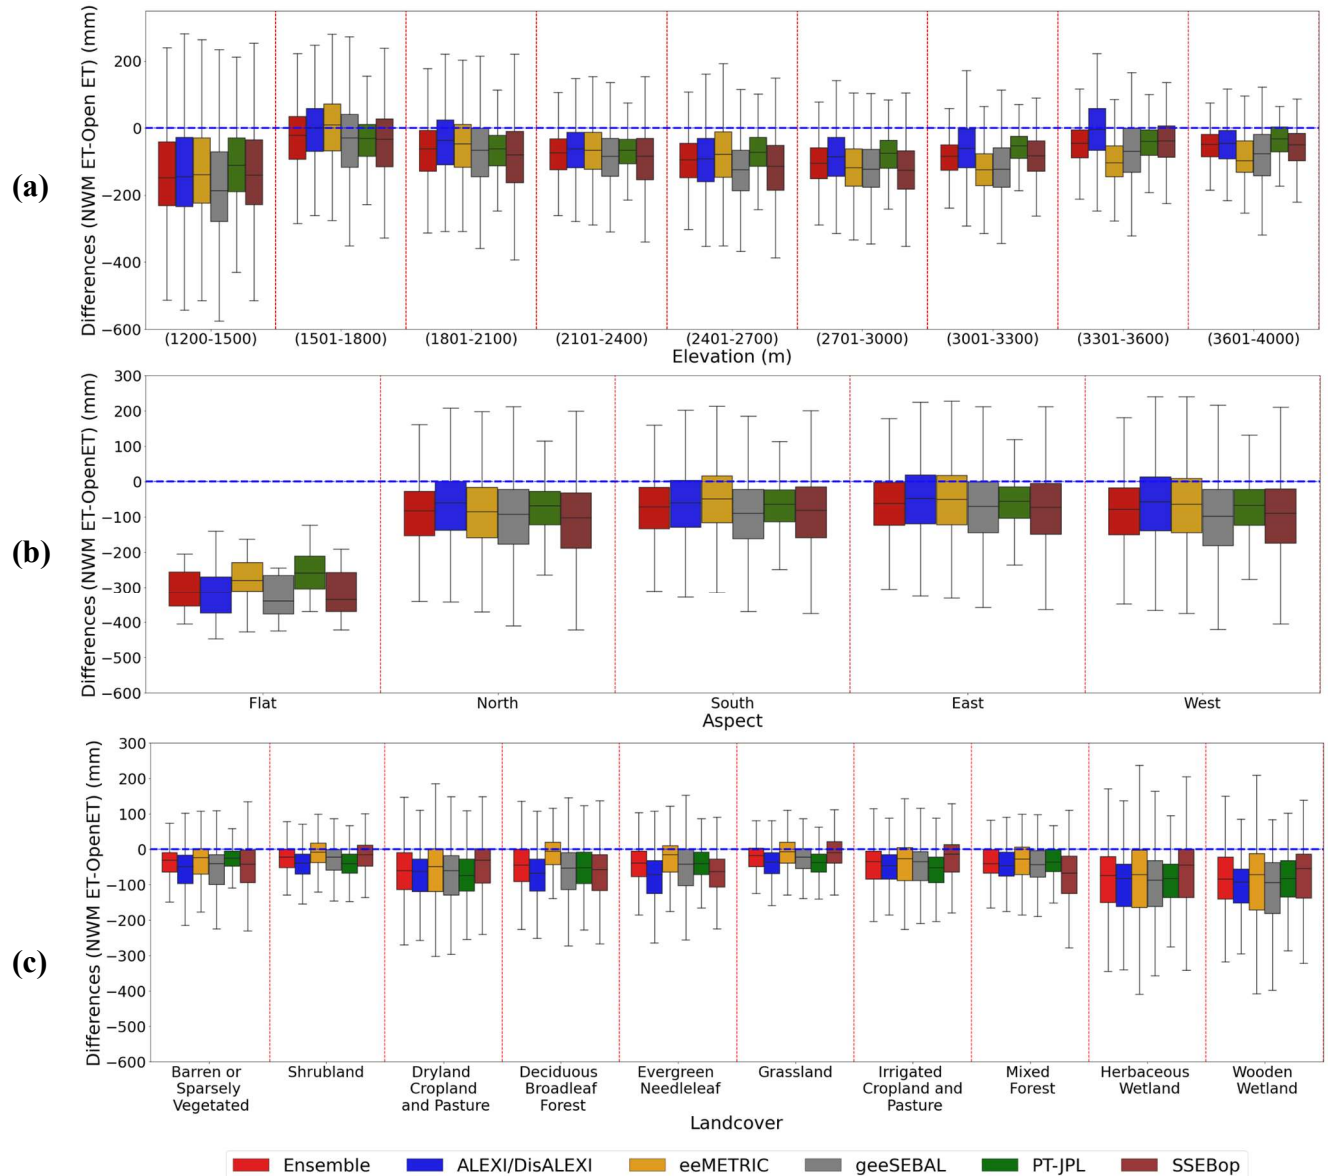 (a)
Differences (NWM ET-Open ET) (mm)
200
0
−200
−400
−600
(1200-1500) (1501-1800) (1801-2100) (2101-2400) (2401-2700) (2701-3000) (3001-3300) (3301-3600) (3601-4000)
Elevation (m)
(b)
Differences (NWM ET-OpenET) (mm)
300
200
100
0
−100
−200
−300
−400
−500
−600
Flat North South East West
Aspect
(c)
Differences (NWM ET-OpenET) (mm)
300
200
100
0
−100
−200
−300
−400
−500
−600
Barren or
Sparsely
Vegetated
Shrubland
Dryland
Cropland
and Pasture
Deciduous
Broadleaf
Forest
Evergreen
Needleleaf
Grassland
Irrigated
Cropland and
Pasture
Mixed
Forest
Herbaceous
Wetland
Wooden
Wetland
Landcover
Ensemble ALEXI/DisALEXI eeMETRIC geeSEBAL PT-JPL SSEBop